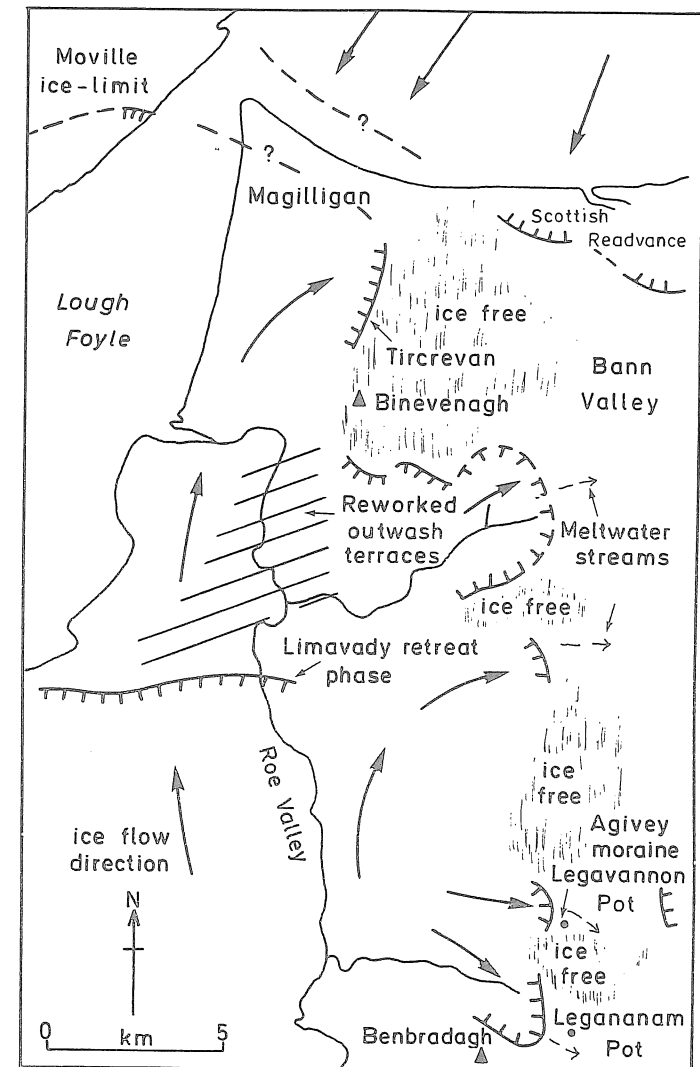 Moville
ice-limit
?
?
Magilligan
Scottish
Readvance
Lough
Foyle
ice free
Tircrevan
Bann
Valley
Binevenagh
Reworked
outwash
terraces
Meltwater
streams
ice free
Limavady retreat
phase
Roe Valley
ice
free
ice flow
direction
Agivey
moraine
Legavannon
Pot
N
ice
free
0 5
km
Benbradagh
Legananam
Pot